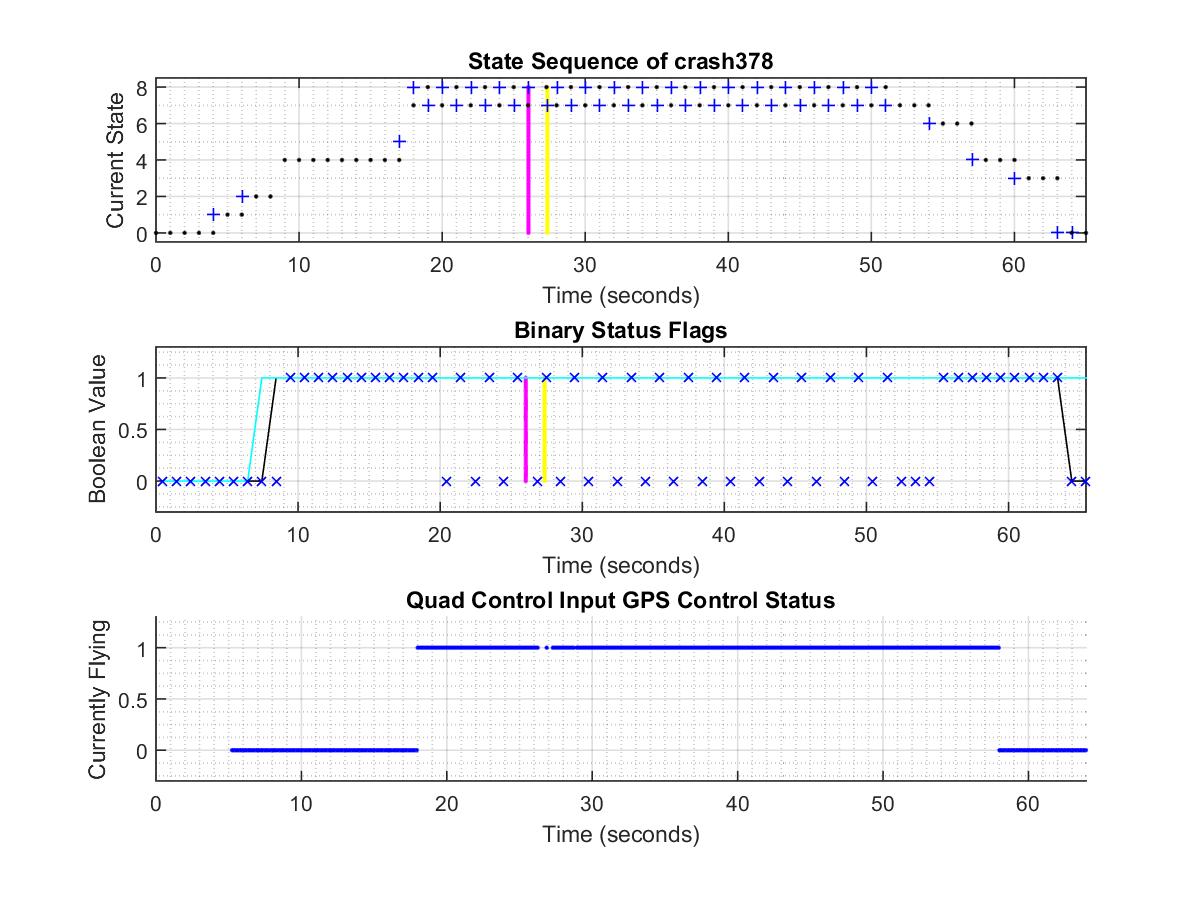 State Sequence of crash378
Current State
8
6
4
2
0
0 10 20 30 40 50 60
Time (seconds)
Binary Status Flags
Boolean Value
1
0.5
0
0 10 20 30 40 50 60
Time (seconds)
Quad Control Input GPS Control Status
Currently Flying
1
0.5
0
0 10 20 30 40 50 60
Time (seconds)